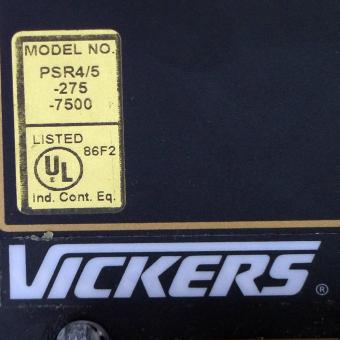 MODEL NO.
PSR4/5
-275
-7500
LISTED
UL 86F2
Ind. Cont. Eq.
VICKERS ®